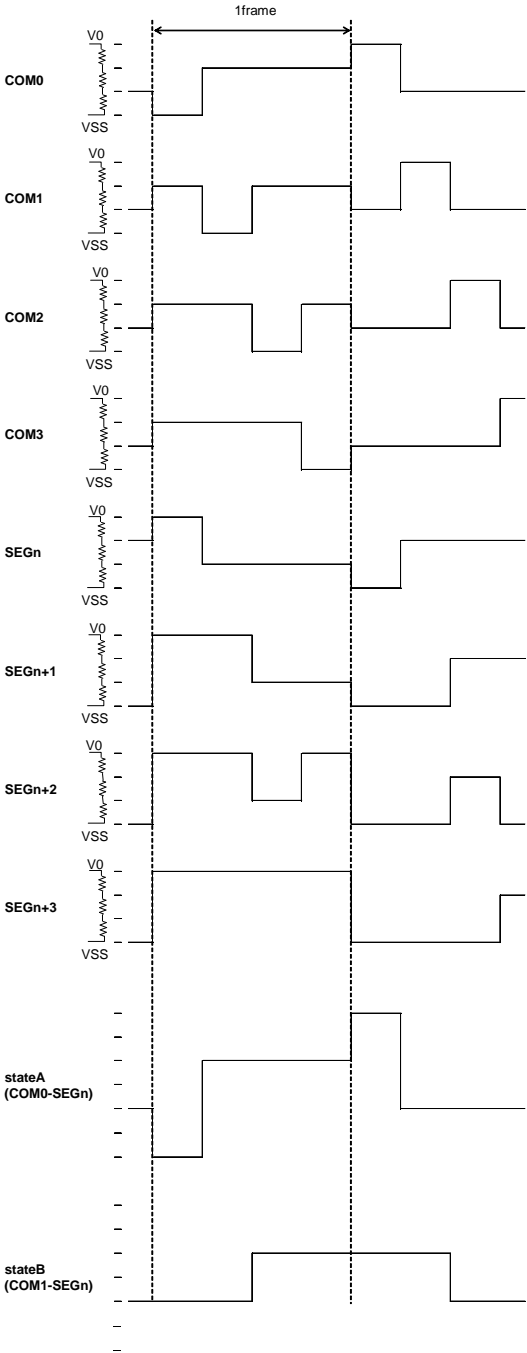 1frame
V0
COM0
VSS
V0
COM1
VSS
V0
COM2
VSS
V0
COM3
VSS
V0
SEGn
VSS
V0
SEGn+1
VSS
V0
SEGn+2
VSS
V0
SEGn+3
VSS
stateA
(COM0-SEGn)
stateB
(COM1-SEGn)